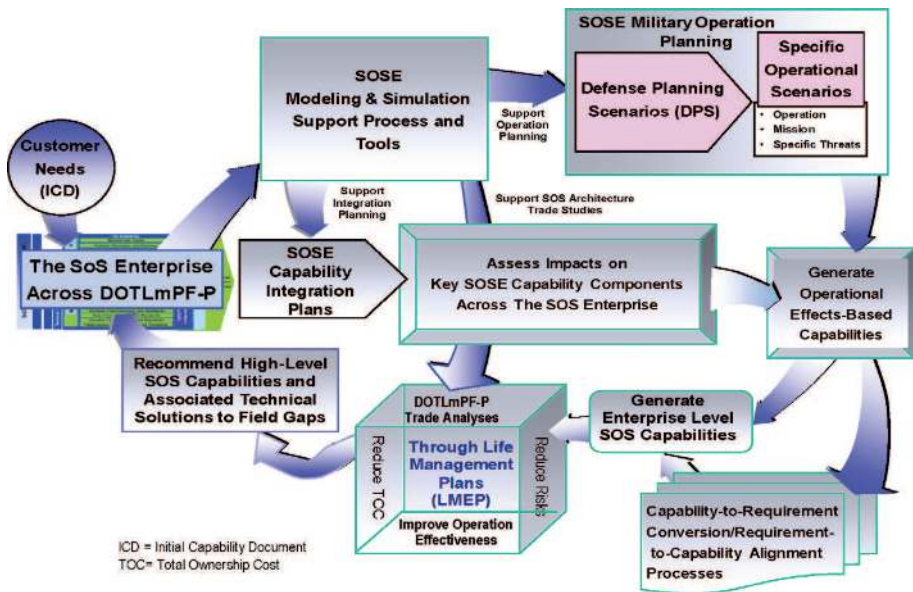 SOSE Military Operation
Planning
SOSE
Modeling & Simulation
Support Process and
Tools
Support
Operation
Planning
Defense Planning
Scenarios (DPS)
Specific
Operational
Scenarios
• Operation
• Mission
• Specific Threats
Customer
Needs
(ICD)
Support
Integration
Planning
Support SOS Architecture
Trade Studies
The SoS Enterprise
Across DOTLmPF-P
SOSE
Capability
Integration
Plans
Assess Impacts on
Key SOSE Capability Components
Across The SOS Enterprise
Generate
Operational
Effects-Based
Capabilities
Recommend High-Level
SOS Capabilities and
Associated Technical
Solutions to Field Gaps
DOTLmPF-P
Trade Analyses
Reduce TOC
Through Life
Management
Plans
(LMEP)
Reduce Risks
Improve Operation
Effectiveness
Generate
Enterprise Level
SOS Capabilities
Capability-to-Requirement
Conversion/Requirement-
to-Capability Alignment
Processes
ICD = Initial Capability Document
TOC= Total Ownership Cost